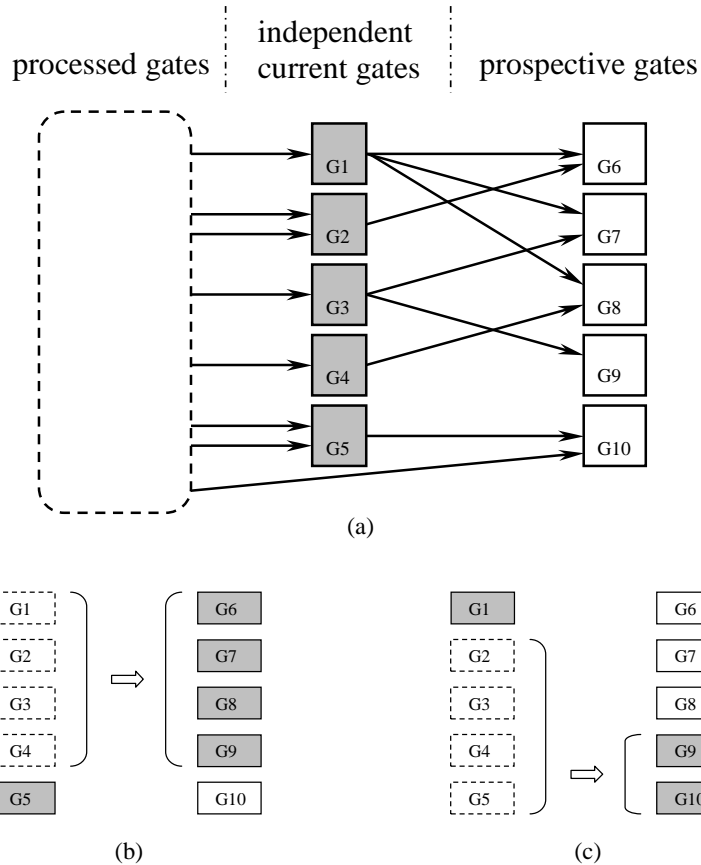 processed gates
independent
current gates
prospective gates
G1
G2
G3
G4
G5
G6
G7
G8
G9
G10
(a)
G1
G2
G3
G4
G5
G6
G7
G8
G9
G10
(b)
G1
G2
G3
G4
G5
G6
G7
G8
G9
G10
(c)